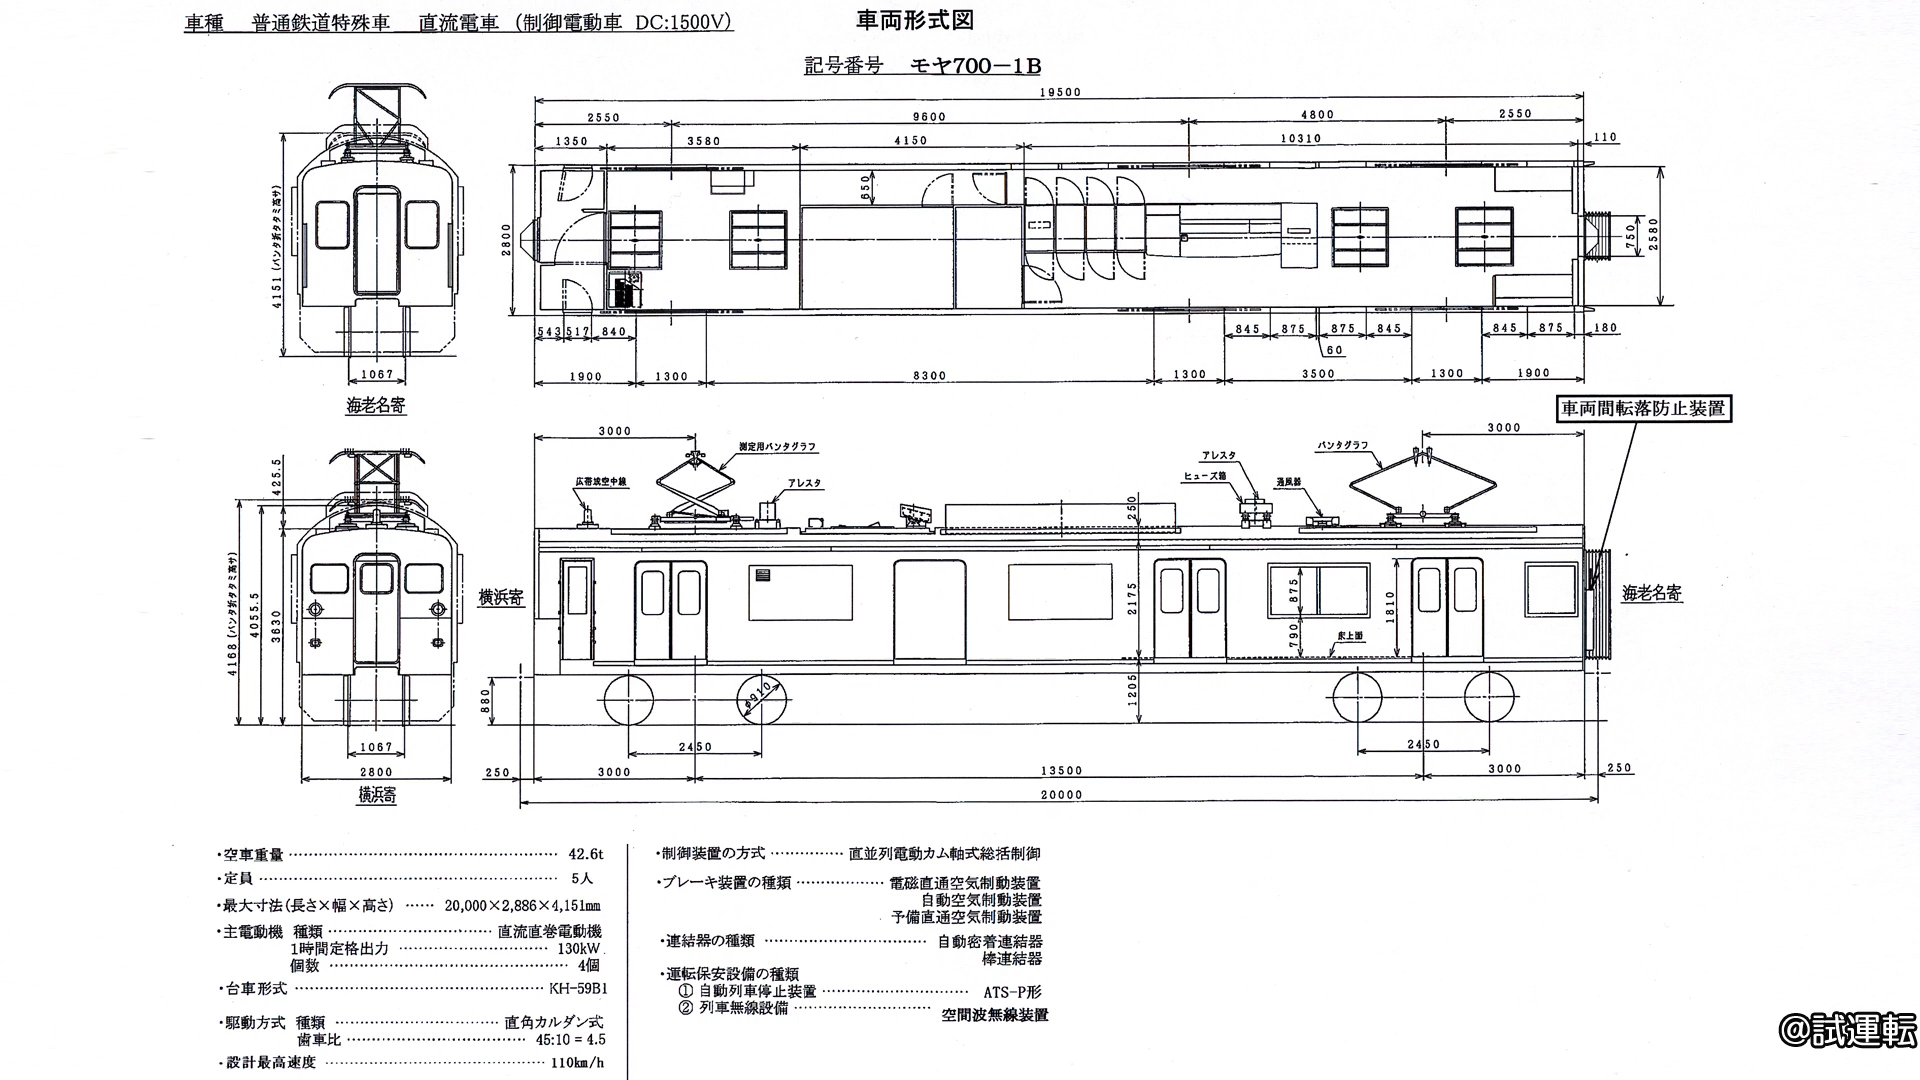 車種　普通鉄道特殊車　直流電車（制御電動車 DC:1500V）
車両形式図
記号番号　モヤ700－1B
19500
2550 9600 4800 2550
1350 3580 4150 10310 110
4151（パンタ折タタミ高サ）
2800
650
750
2580
543 517 840 845 875 875 845 845 875 180
60
1067
1900 1300 8300 1300 3500 1300 1900
海老名寄
車両間転落防止装置
3000 3000
測定用パンタグラフ
パンタグラフ
アレスタ
ヒューズ箱
通風器
広帯域空中線
アレスタ
425.5
250
4168（パンタ折タタミ高サ）
4055.5
3630
横浜寄
海老名寄
2175
875
790
1810
床上面
880
φ910
1205
1067
2450 2450
2800
250 3000 13500 3000 250
横浜寄
20000
・空車重量 42.6t
・定員 5人
・最大寸法（長さ×幅×高さ） 20,000×2,886×4,151mm
・主電動機 種類 直流直巻電動機
1時間定格出力 130kW
個数 4個
・台車形式 KH-59B1
・駆動方式 種類 直角カルダン式
歯車比 45:10＝4.5
・設計最高速度 110km/h
・制御装置の方式 直並列電動カム軸式総括制御
・ブレーキ装置の種類 電磁直通空気制動装置
自動空気制動装置
予備直通空気制動装置
・連結器の種類 自動密着連結器
棒連結器
・運転保安設備の種類
① 自動列車停止装置 ATS-P形
② 列車無線設備 空間波無線装置
@試運転